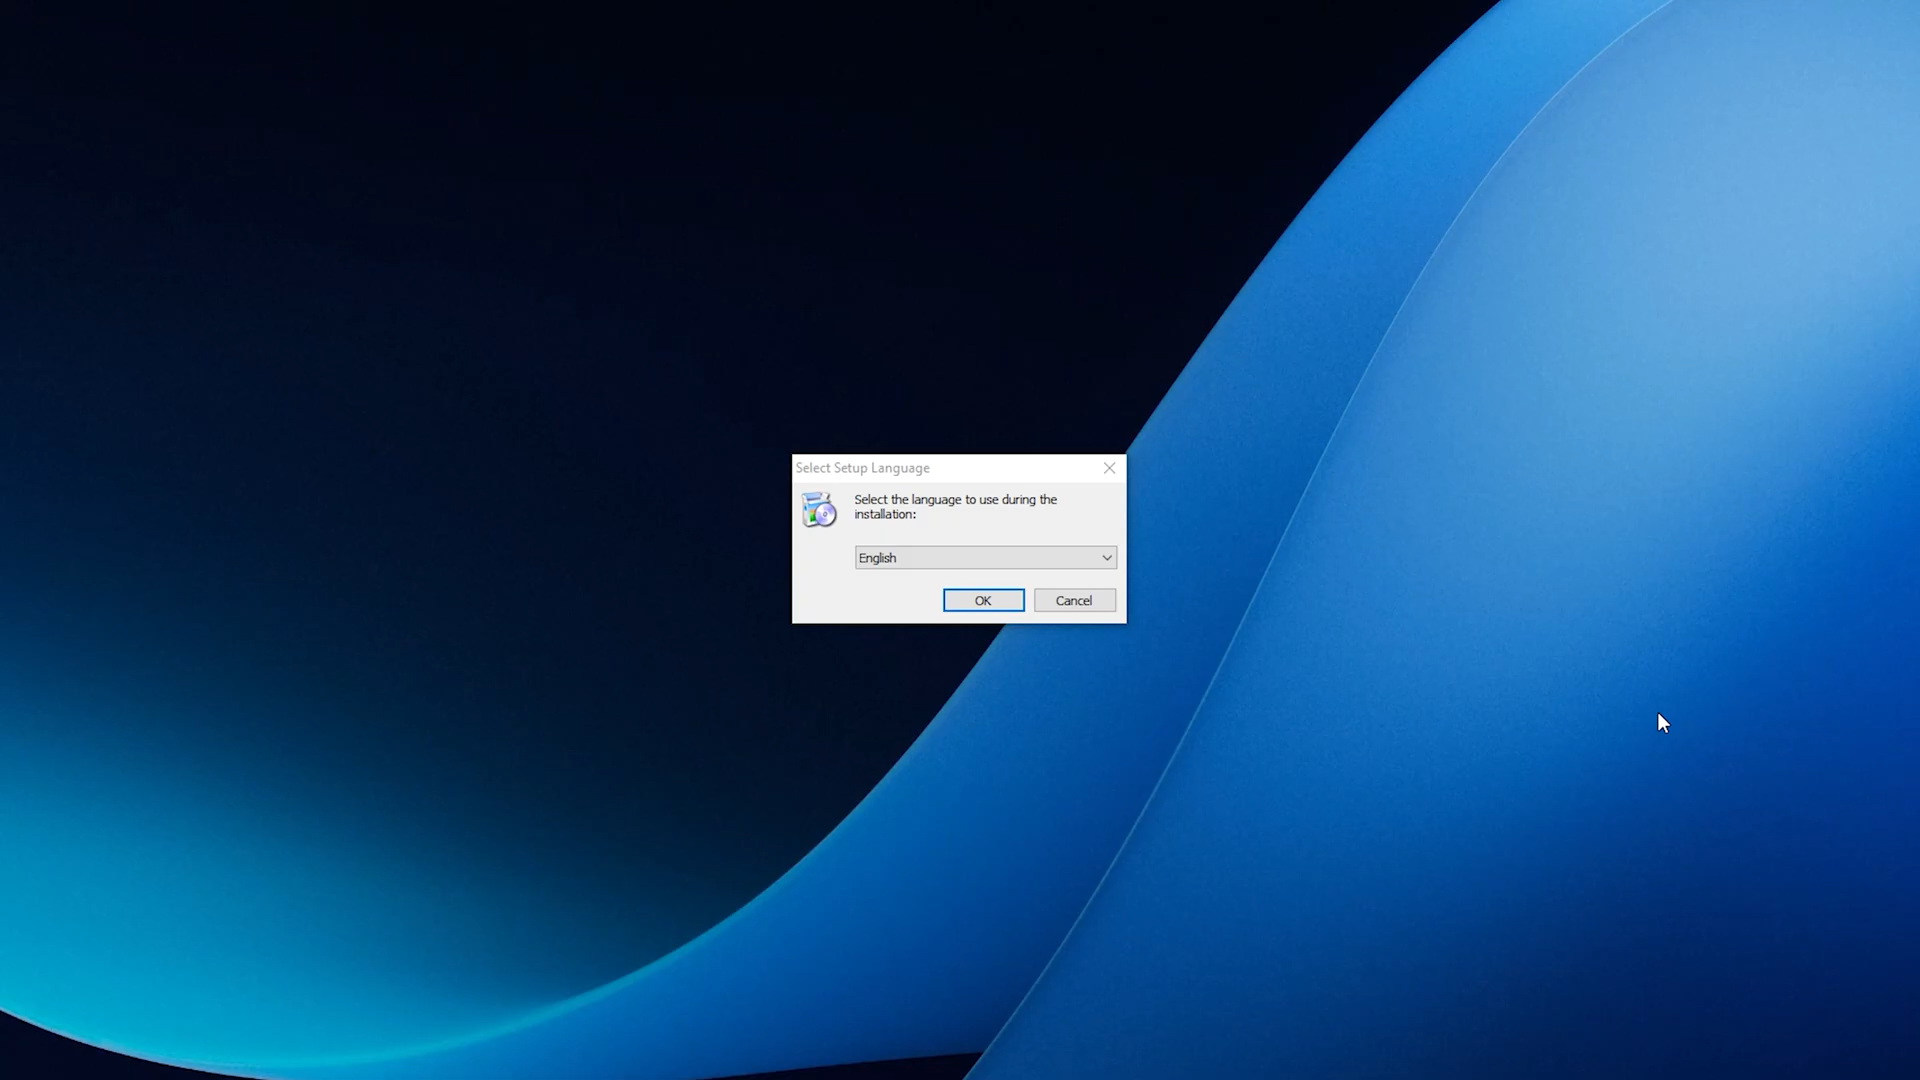 Select Setup Language
Select the language to use during the
installation:
English
OK
Cancel